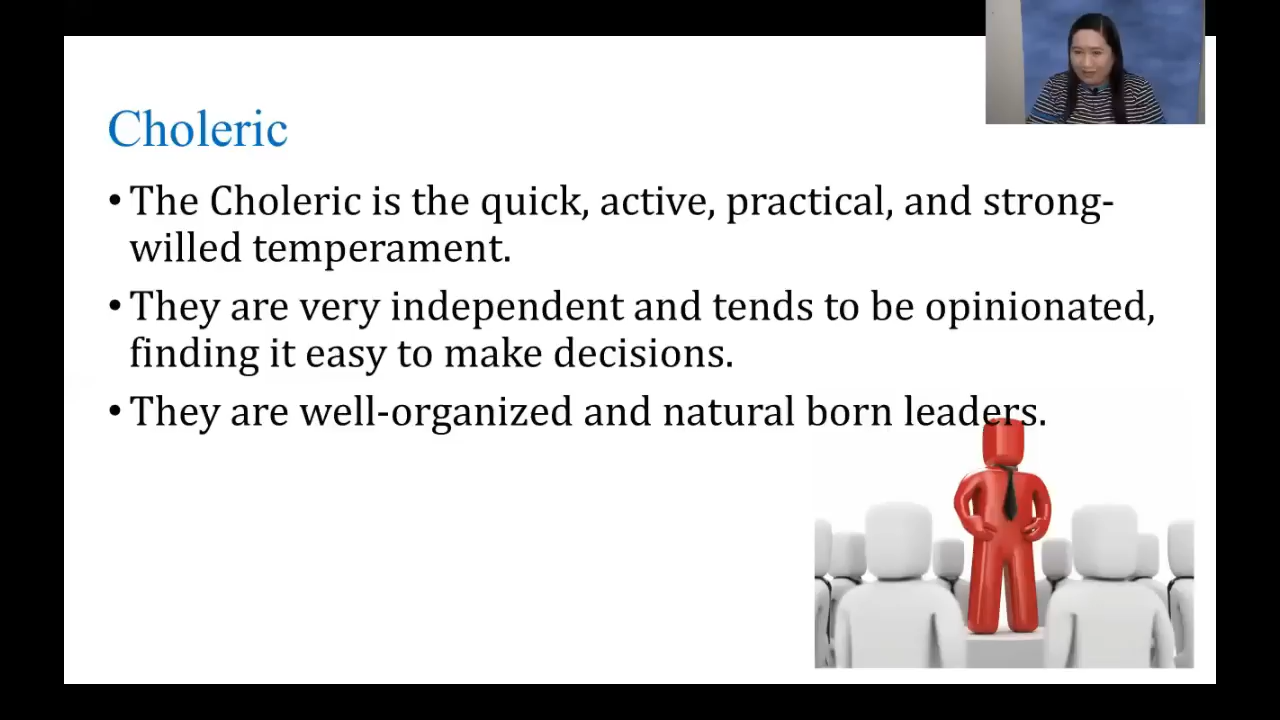 Choleric
• The Choleric is the quick, active, practical, and strong-
willed temperament.
• They are very independent and tends to be opinionated,
finding it easy to make decisions.
• They are well-organized and natural born leaders.